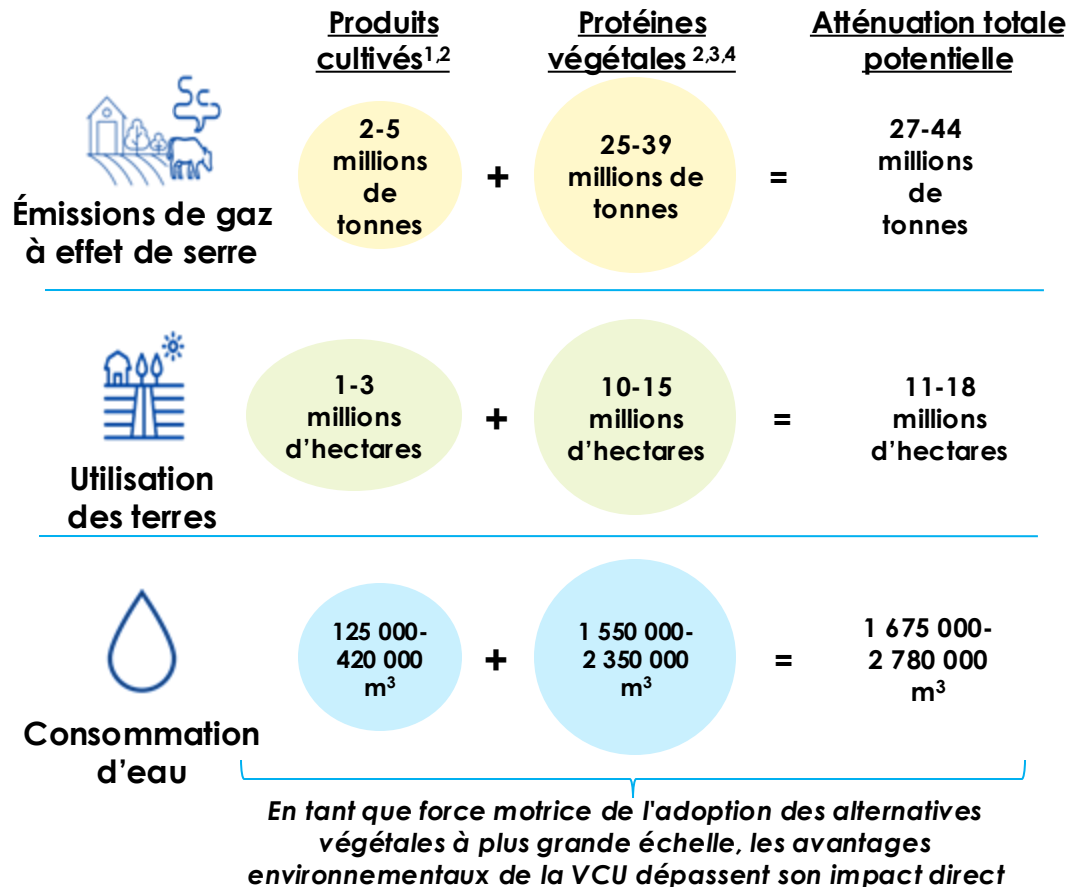 Produits
cultivés1,2
Protéines
végétales 2,3,4
Atténuation totale
potentielle
Émissions de gaz
à effet de serre
2-5
millions
de
tonnes
+
25-39
millions de
tonnes
=
27-44
millions
de
tonnes
Utilisation
des terres
1-3
millions
d’hectares
+
10-15
millions
d’hectares
=
11-18
millions
d’hectares
Consommation
d’eau
125 000-
420 000
m3
+
1 550 000-
2 350 000
m3
=
1 675 000-
2 780 000
m3
En tant que force motrice de l'adoption des alternatives
végétales à plus grande échelle, les avantages
environnementaux de la VCU dépassent son impact direct